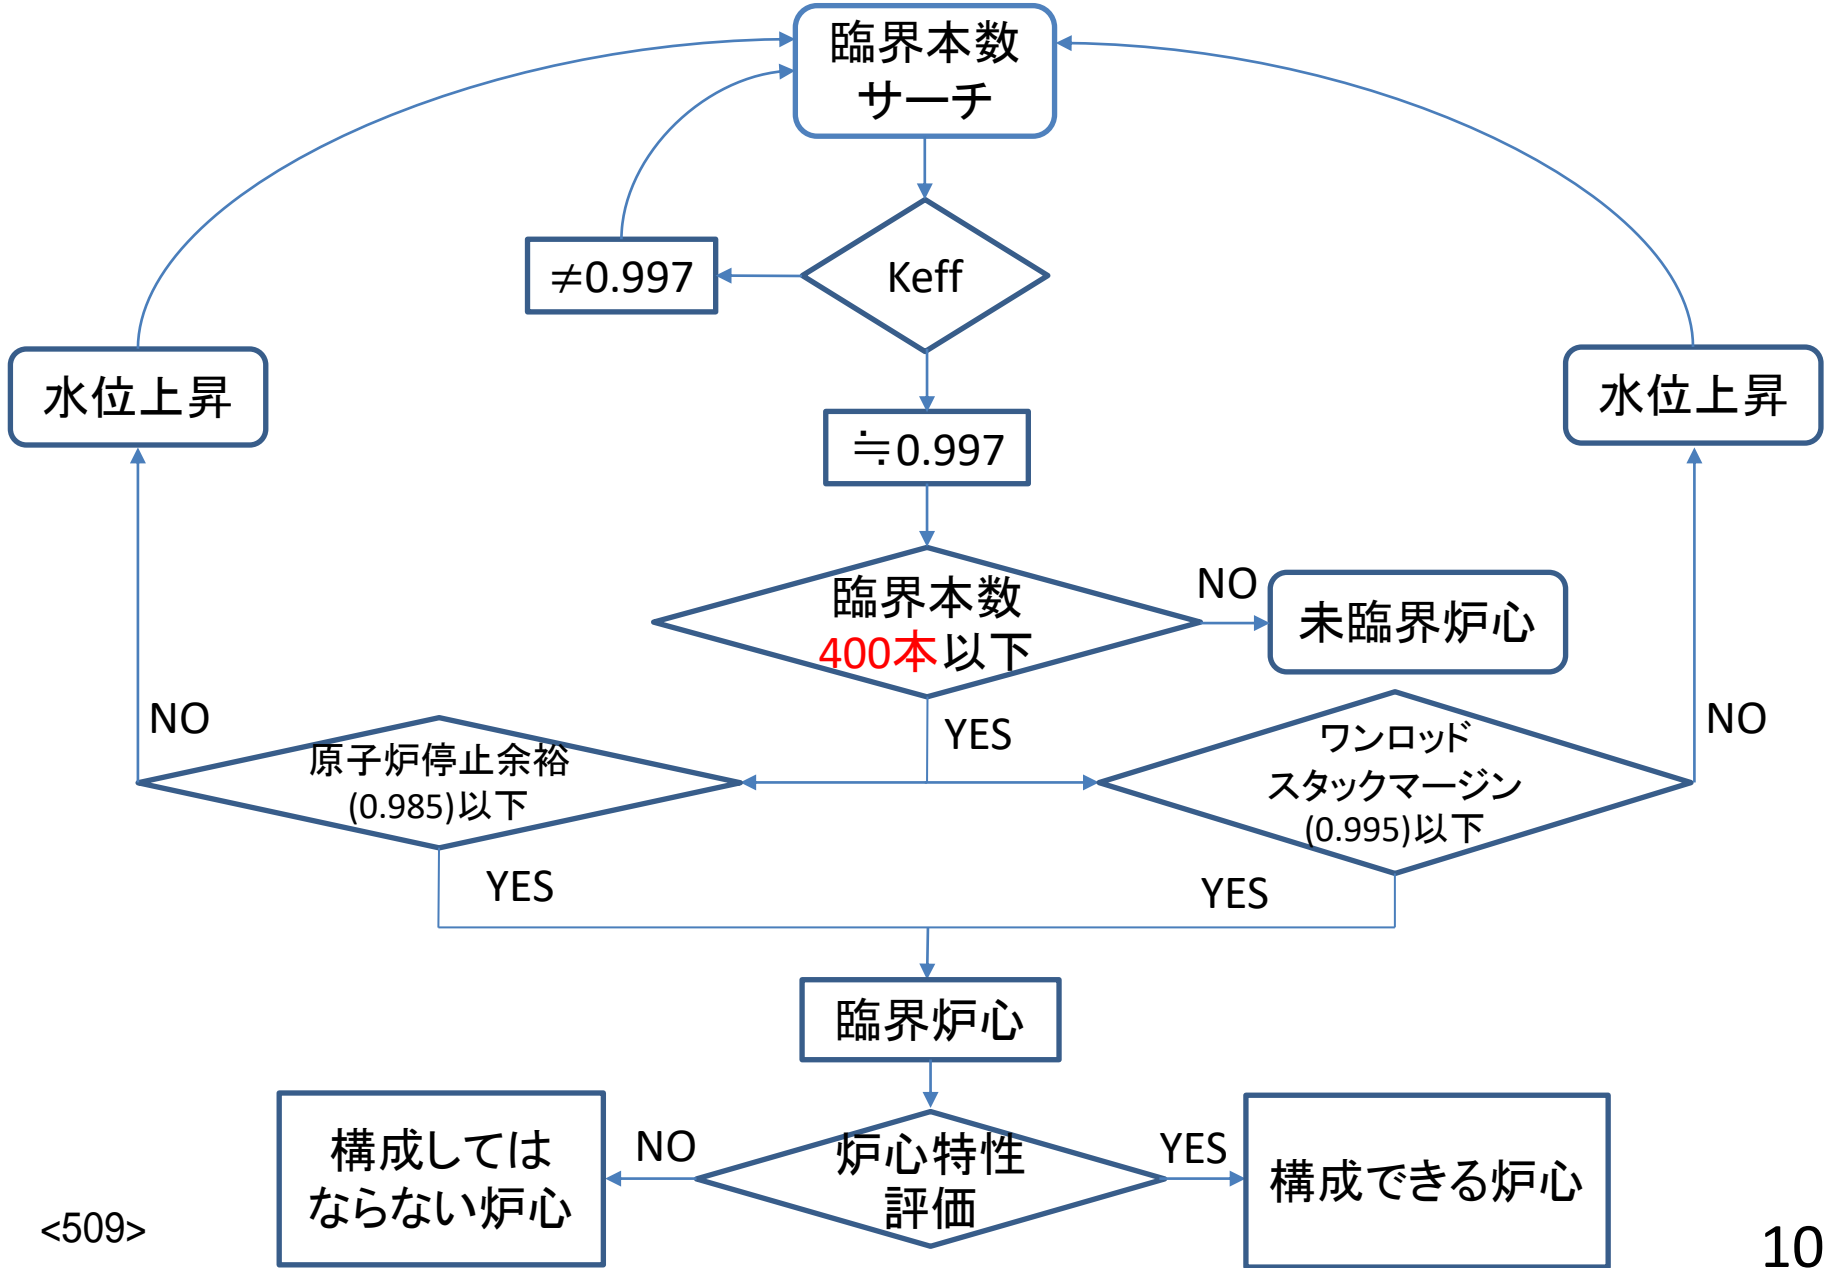 臨界本数
サーチ
≠0.997
Keff
水位上昇
水位上昇
≒0.997
臨界本数
400本以下
NO
未臨界炉心
NO
原子炉停止余裕
(0.985)以下
YES
ワンロッド
スタックマージン
(0.995)以下
NO
YES
YES
臨界炉心
構成しては
ならない炉心
NO
炉心特性
評価
YES
構成できる炉心
<509>
10